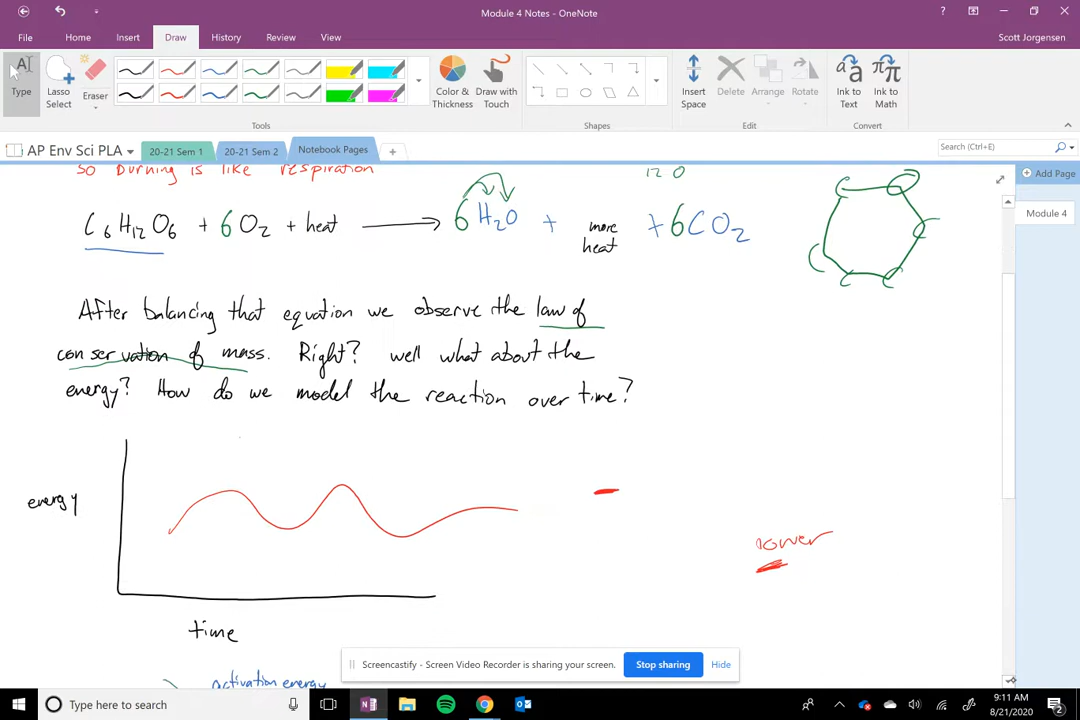 Module 4 Notes - OneNote
Scott Jorgensen
File Home Insert Draw History Review View
Type
Lasso Select
Eraser
Color & Thickness
Draw with Touch
Insert Space
Delete
Arrange
Rotate
Ink to Text
Ink to Math
Tools
Shapes
Edit
Convert
AP Env Sci PLA
20-21 Sem 1
20-21 Sem 2
Notebook Pages
Search (Ctrl+E)
Add Page
Module 4
So Burning is like respiration
12 O
C6H12O6 + 6O2 + heat → 6H2O + more heat + 6CO2
C
C
C
C
C
After balancing that equation we observe the law of
conservation of mass. Right? well what about the
energy? How do we model the reaction over time?
energy
time
activation energy
Screencastify - Screen Video Recorder is sharing your screen.
Stop sharing
Hide
Type here to search
9:11 AM
8/21/2020
2